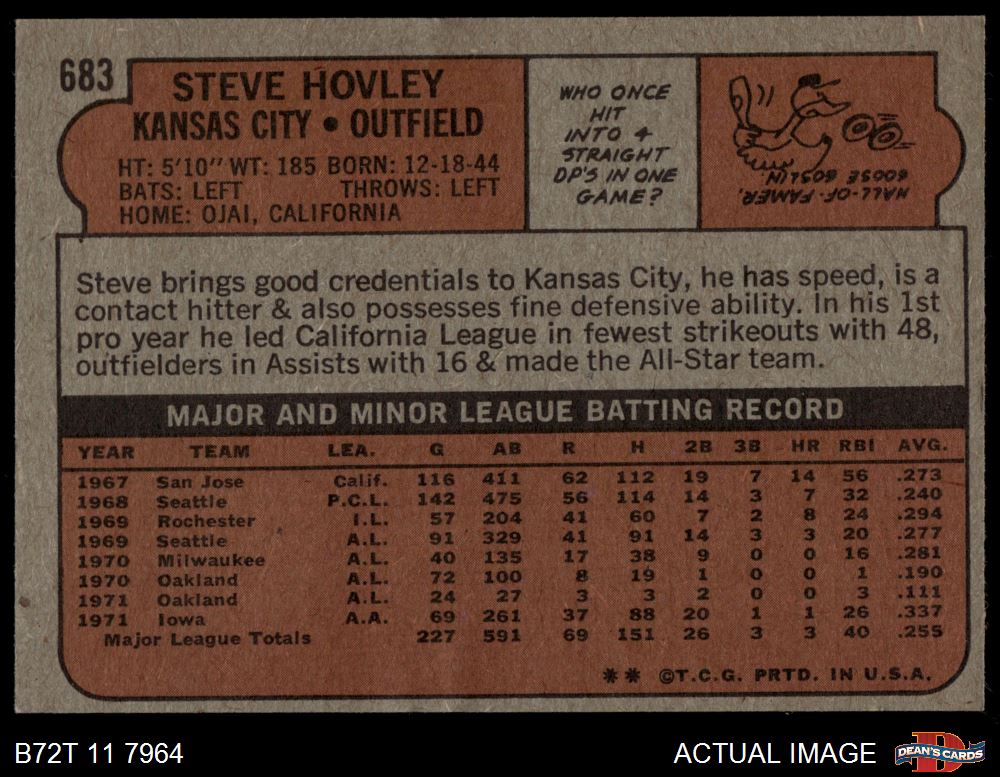 683
STEVE HOVLEY
KANSAS CITY • OUTFIELD
HT: 5'10" WT: 185 BORN: 12-18-44
BATS: LEFT THROWS: LEFT
HOME: OJAI, CALIFORNIA
WHO ONCE
HIT
INTO 4
STRAIGHT
DP'S IN ONE
GAME?
HALL-OF-FAMER,
GOOSE GOSLIN.
Steve brings good credentials to Kansas City, he has speed, is a
contact hitter & also possesses fine defensive ability. In his 1st
pro year he led California League in fewest strikeouts with 48,
outfielders in Assists with 16 & made the All-Star team.
MAJOR AND MINOR LEAGUE BATTING RECORD
YEAR TEAM LEA. G AB R H 2B 3B HR RBI AVG.
1967 San Jose Calif. 116 411 62 112 19 7 14 56 .273
1968 Seattle P.C.L. 142 475 56 114 14 3 7 32 .240
1969 Rochester I.L. 57 204 41 60 7 2 8 24 .294
1969 Seattle A.L. 91 329 41 91 14 3 3 20 .277
1970 Milwaukee A.L. 40 135 17 38 9 0 0 16 .281
1970 Oakland A.L. 72 100 8 19 1 0 0 1 .190
1971 Oakland A.L. 24 27 3 3 2 0 0 3 .111
1971 Iowa A.A. 69 261 37 88 20 1 1 26 .337
Major League Totals 227 591 69 151 26 3 3 40 .255
** ©T.C.G. PRTD. IN U.S.A.
B72T 11 7964
ACTUAL IMAGE
D
DEAN'S CARDS